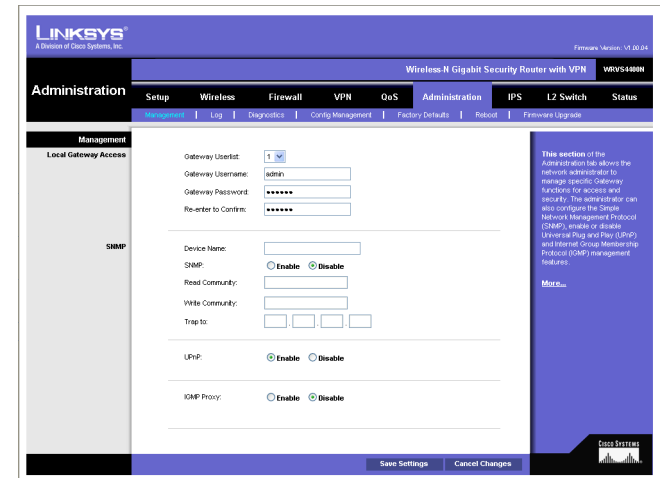 LINKSYS®
A Division of Cisco Systems, Inc.
Firmware Version: V1.00.04
Wireless-N Gigabit Security Router with VPN WRVS4400N
Administration
Setup Wireless Firewall VPN QoS Administration IPS L2 Switch Status
Management | Log | Diagnostics | Config Management | Factory Defaults | Reboot | Firmware Upgrade
Management
Local Gateway Access
Gateway Userlist: 1
Gateway Username: admin
Gateway Password: ••••••
Re-enter to Confirm: ••••••
SNMP
Device Name:
SNMP: Enable Disable
Read Community:
Write Community:
Trap to: . . .
UPnP: Enable Disable
IGMP Proxy: Enable Disable
This section of the
Administration tab allows the
network administrator to
manage specific Gateway
functions for access and
security. The administrator can
also configure the Simple
Network Management Protocol
(SNMP), enable or disable
Universal Plug and Play (UPnP)
and Internet Group Membership
Protocol (IGMP) management
features.
More...
Save Settings Cancel Changes
CISCO SYSTEMS